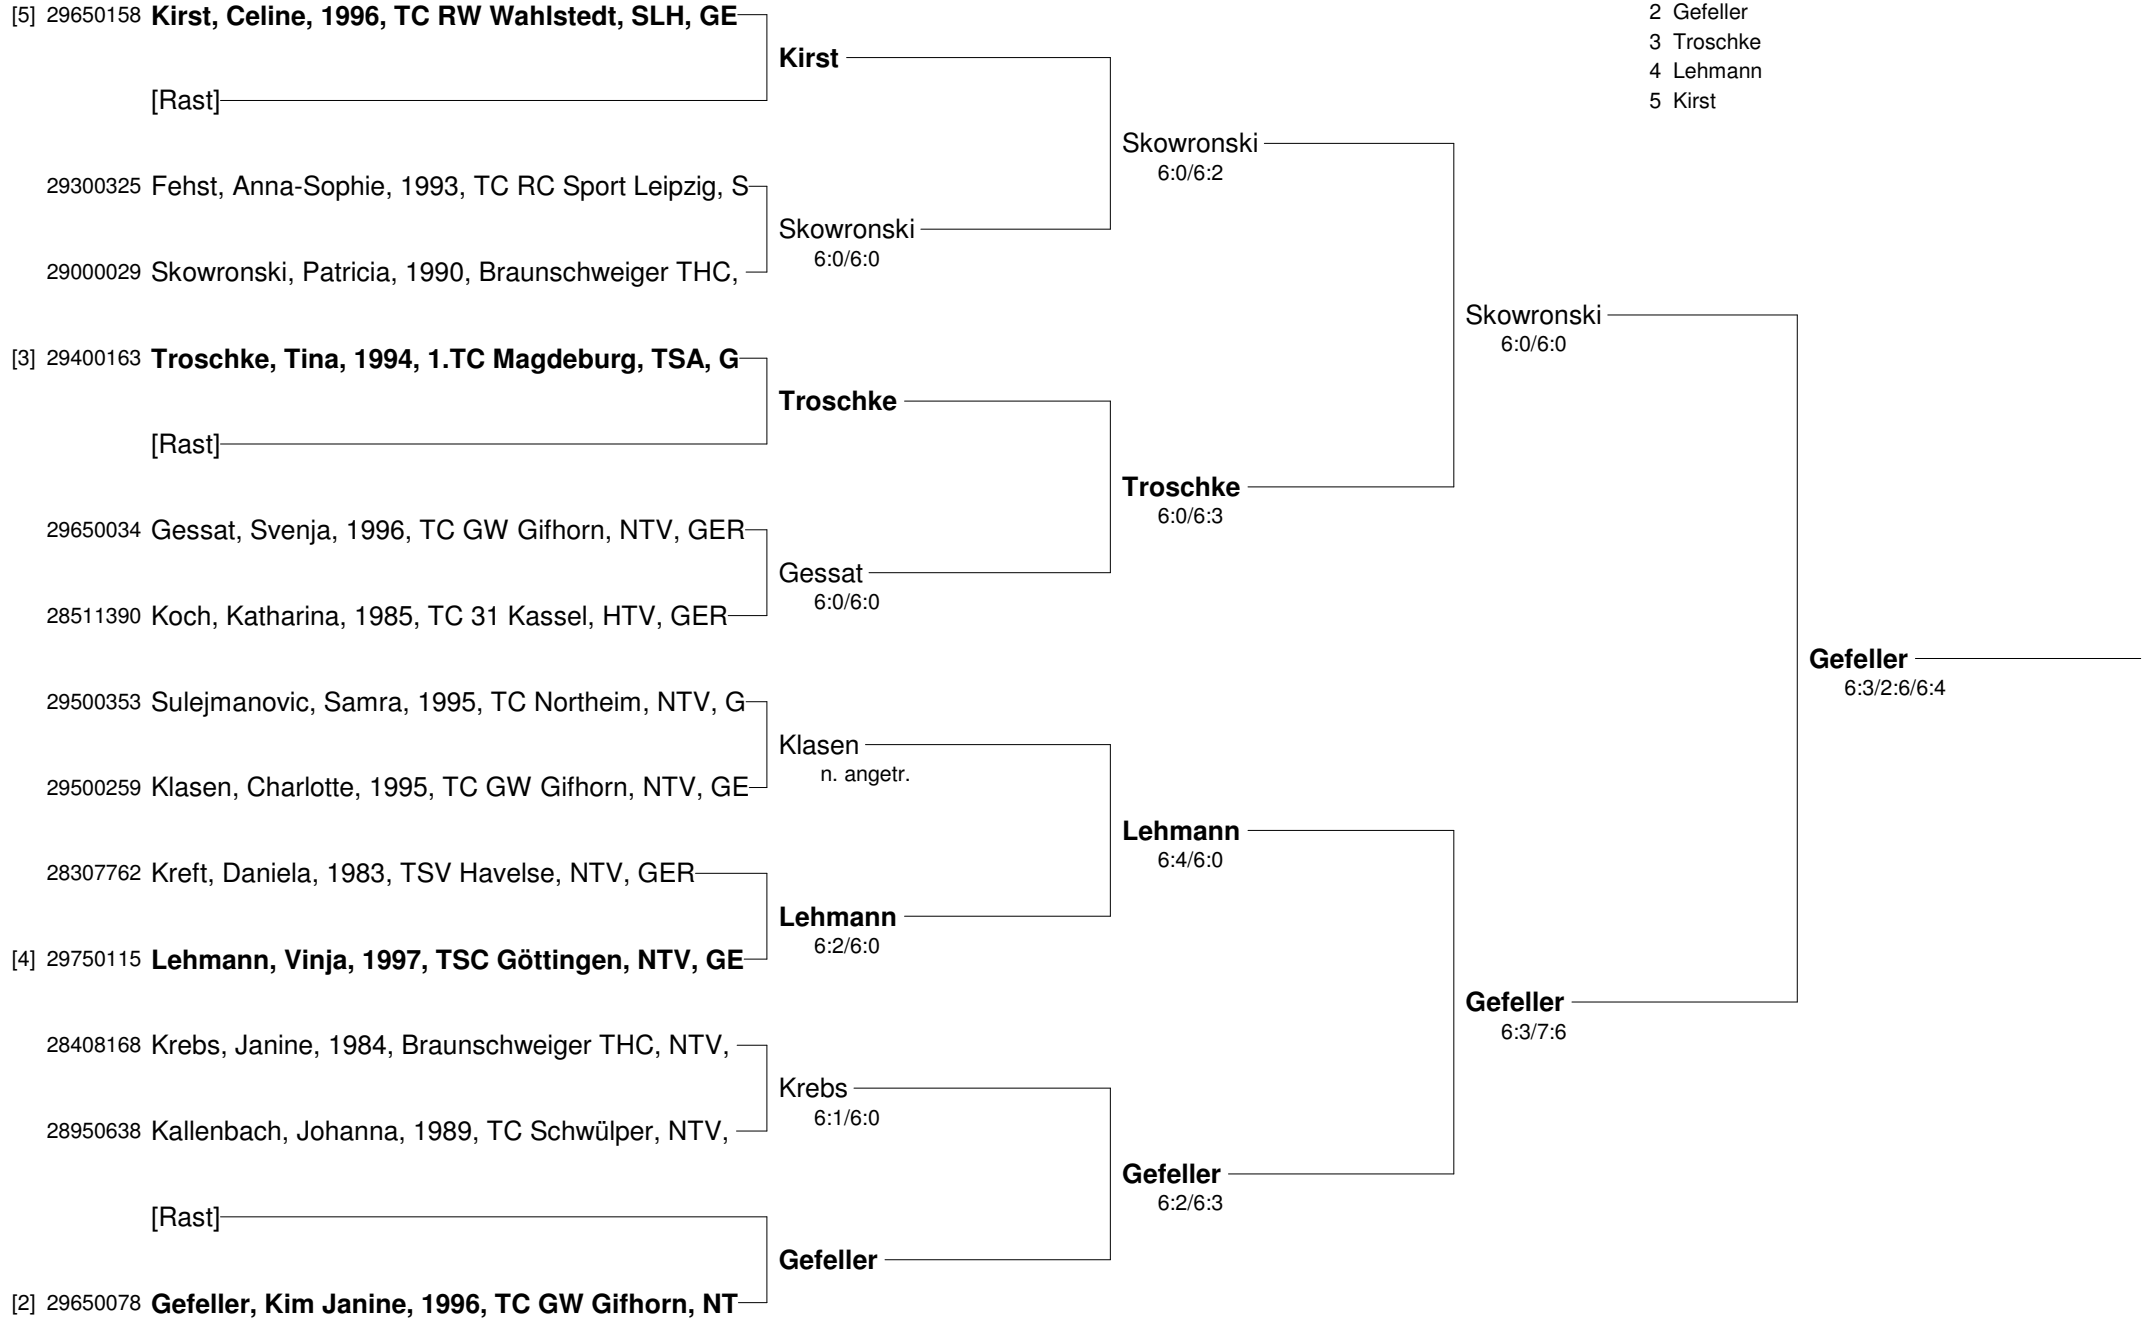 [5] 29650158 Kirst, Celine, 1996, TC RW Wahlstedt, SLH, GE
2 Gefeller
3 Troschke
4 Lehmann
5 Kirst
Kirst
[Rast]
Skowronski
6:0/6:2
29300325 Fehst, Anna-Sophie, 1993, TC RC Sport Leipzig, S
Skowronski
6:0/6:0
29000029 Skowronski, Patricia, 1990, Braunschweiger THC,
Skowronski
6:0/6:0
[3] 29400163 Troschke, Tina, 1994, 1.TC Magdeburg, TSA, G
Troschke
[Rast]
Troschke
6:0/6:3
29650034 Gessat, Svenja, 1996, TC GW Gifhorn, NTV, GER
Gessat
6:0/6:0
28511390 Koch, Katharina, 1985, TC 31 Kassel, HTV, GER
Gefeller
6:3/2:6/6:4
29500353 Sulejmanovic, Samra, 1995, TC Northeim, NTV, G
Klasen
n. angetr.
29500259 Klasen, Charlotte, 1995, TC GW Gifhorn, NTV, GE
Lehmann
6:4/6:0
28307762 Kreft, Daniela, 1983, TSV Havelse, NTV, GER
Lehmann
6:2/6:0
[4] 29750115 Lehmann, Vinja, 1997, TSC Göttingen, NTV, GE
Gefeller
6:3/7:6
28408168 Krebs, Janine, 1984, Braunschweiger THC, NTV,
Krebs
6:1/6:0
28950638 Kallenbach, Johanna, 1989, TC Schwülper, NTV,
Gefeller
6:2/6:3
[Rast]
Gefeller
[2] 29650078 Gefeller, Kim Janine, 1996, TC GW Gifhorn, NT